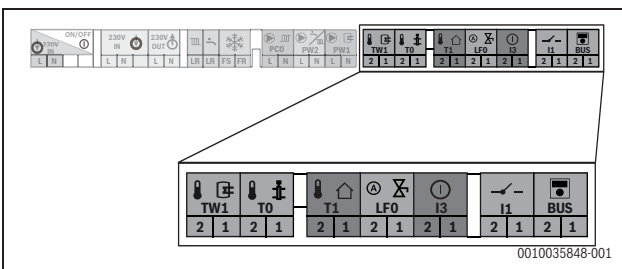 ON/OFF
230V IN
230V IN
230V OUT
PC0 PW2 PW1
TW1 T0 T1 LF0 I3 I1 BUS
L N L N L N LR LR FS FR L N L N L N 2 1 2 1 2 1 2 1 2 1 2 1 2 1
A
TW1 T0 T1 LF0 I3 I1 BUS
2 1 2 1 2 1 2 1 2 1 2 1 2 1
0010035848-001